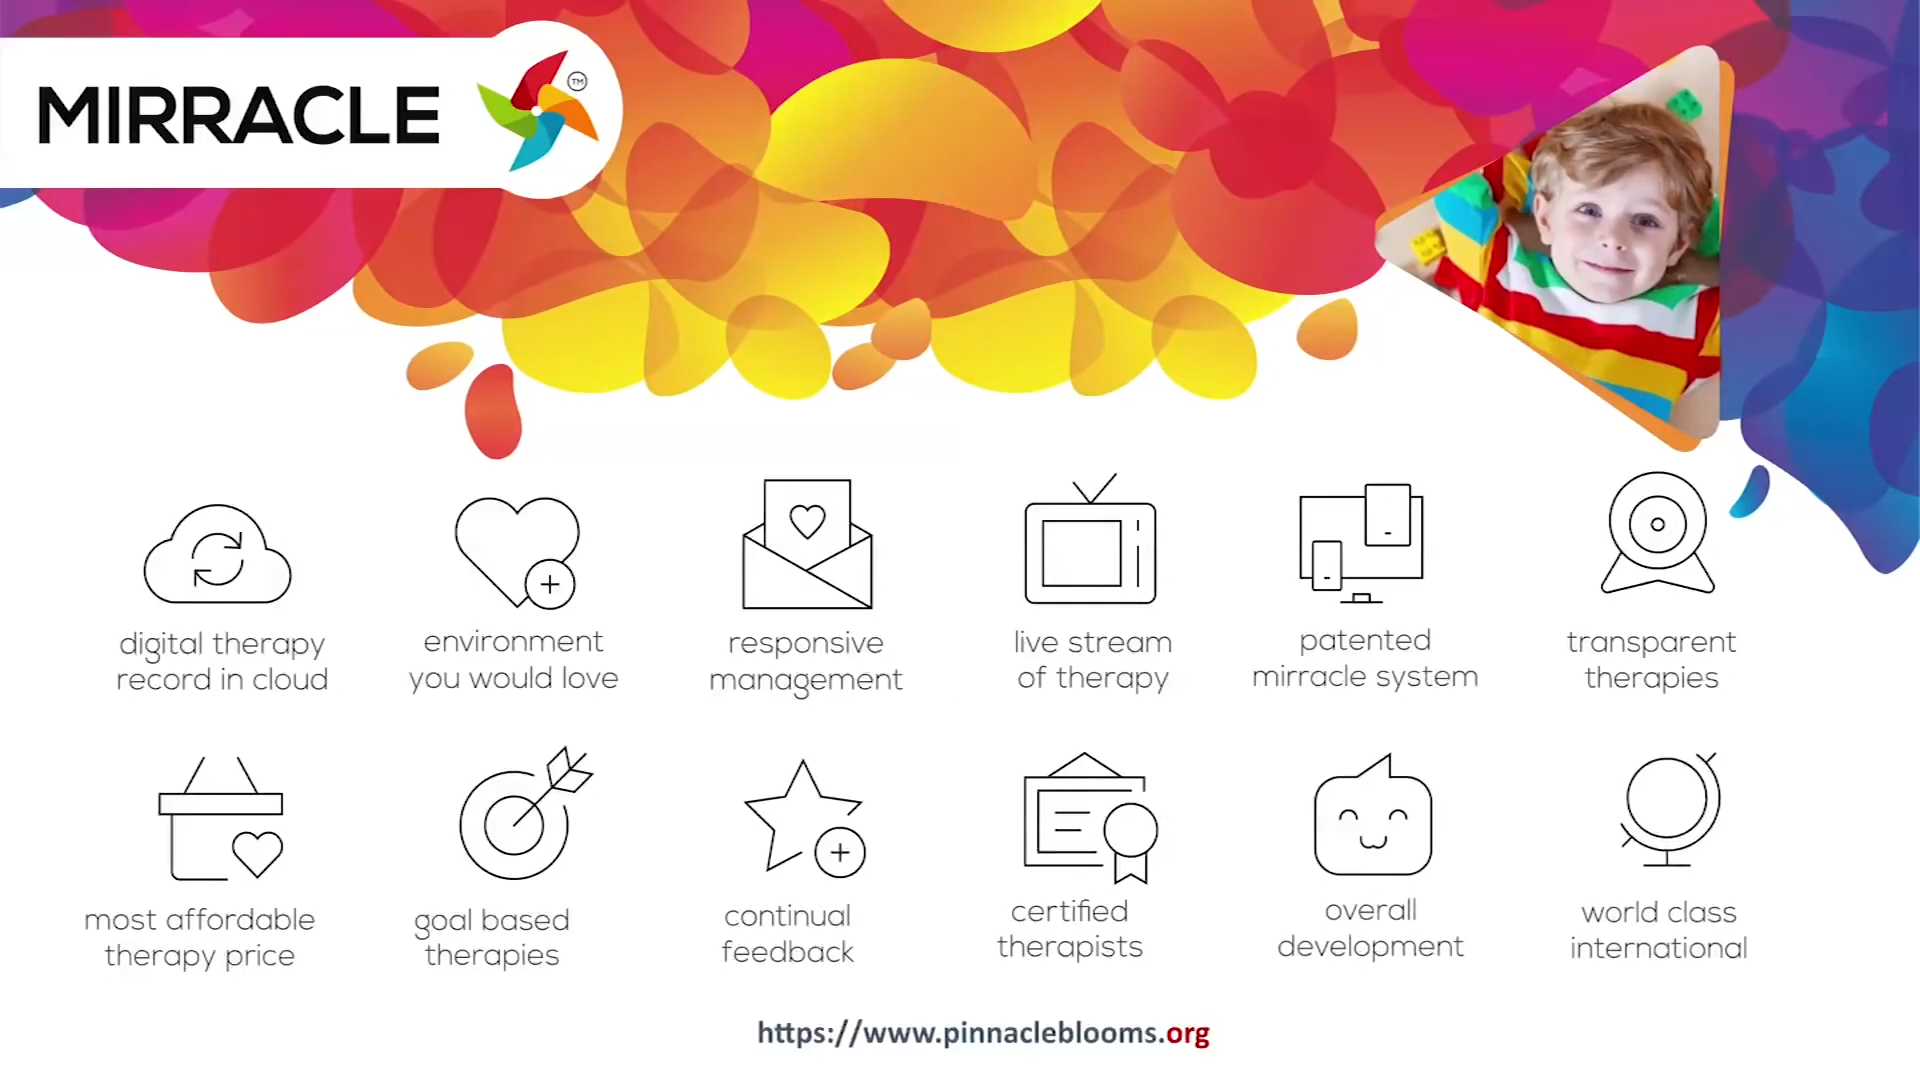 MIRRACLE
TM
digital therapy
record in cloud
environment
you would love
responsive
management
live stream
of therapy
patented
mirracle system
transparent
therapies
most affordable
therapy price
goal based
therapies
continual
feedback
certified
therapists
overall
development
world class
international
https://www.pinnacleblooms.org